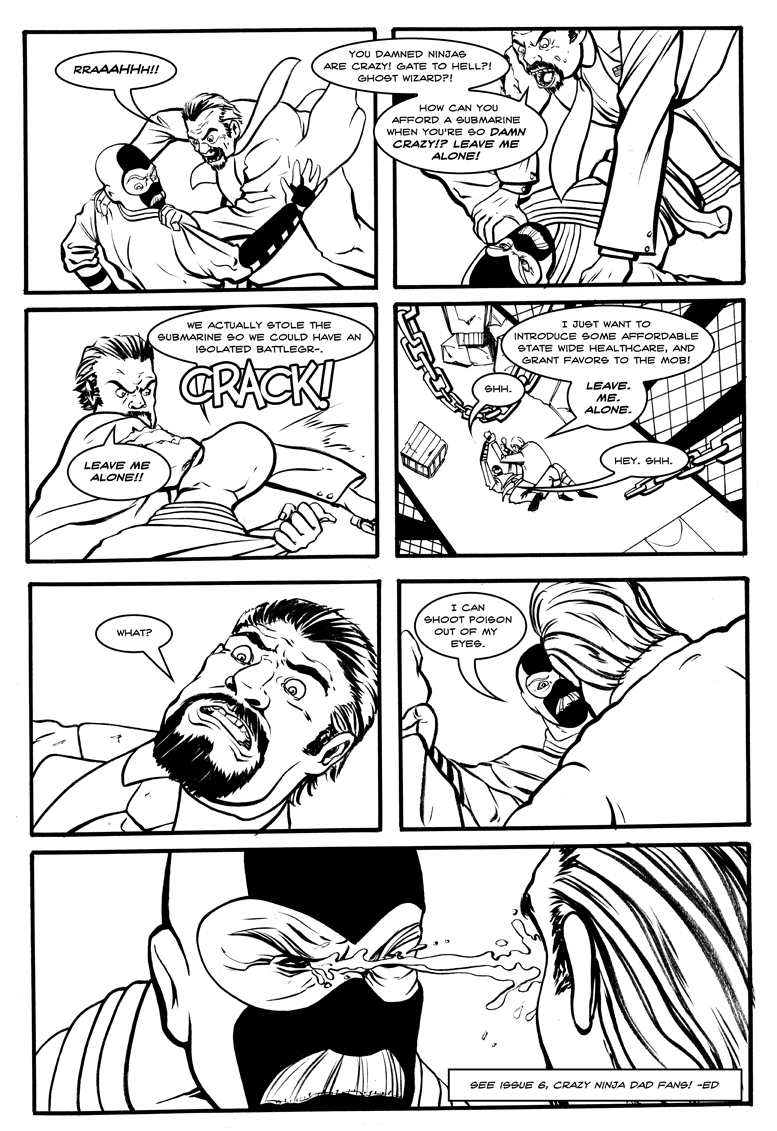 RRAAAHHH!!
YOU DAMNED NINJAS
ARE CRAZY! GATE TO HELL?!
GHOST WIZARD?!
HOW CAN YOU
AFFORD A SUBMARINE
WHEN YOU'RE SO DAMN
CRAZY!? LEAVE ME
ALONE!
WE ACTUALLY STOLE THE
SUBMARINE SO WE COULD HAVE AN
ISOLATED BATTLEGR-.
CRACK!
LEAVE ME
ALONE!!
I JUST WANT TO
INTRODUCE SOME AFFORDABLE
STATE WIDE HEALTHCARE, AND
GRANT FAVORS TO THE MOB!
SHH.
LEAVE.
ME.
ALONE.
HEY. SHH.
WHAT?
I CAN
SHOOT POISON
OUT OF MY
EYES.
SEE ISSUE 6, CRAZY NINJA DAD FANS! -ED